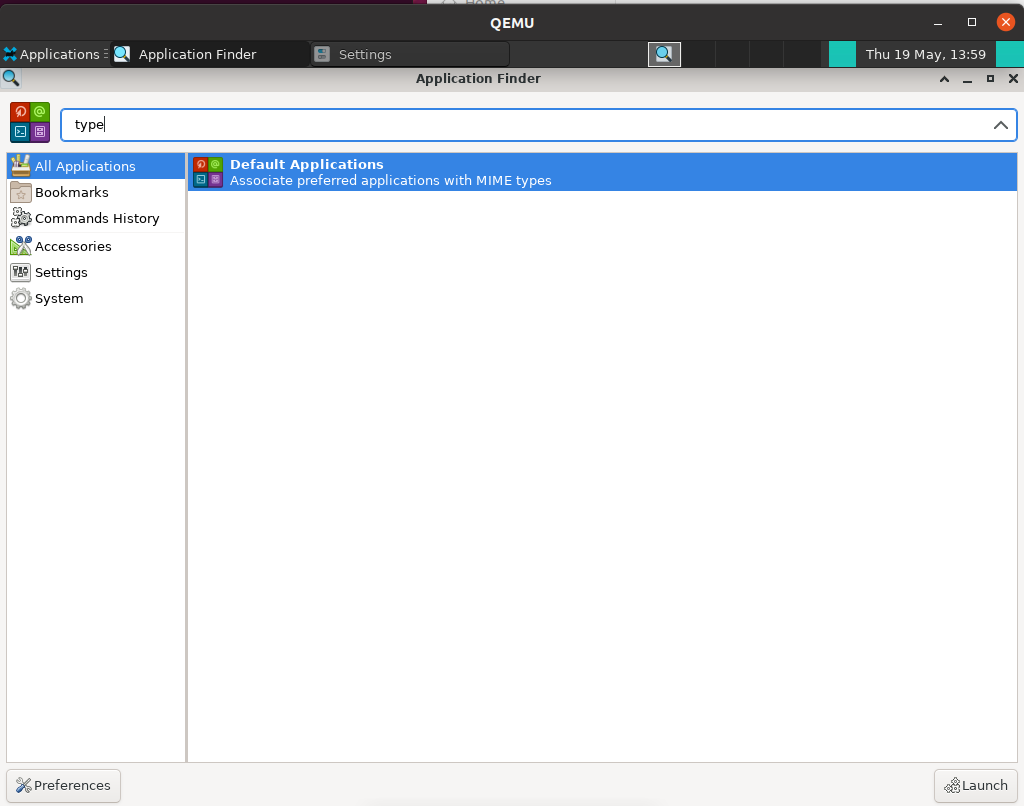 Home
QEMU
Applications
Application Finder
Settings
Thu 19 May, 13:59
Application Finder
type
All Applications
Bookmarks
Commands History
Accessories
Settings
System
Default Applications
Associate preferred applications with MIME types
Preferences
Launch